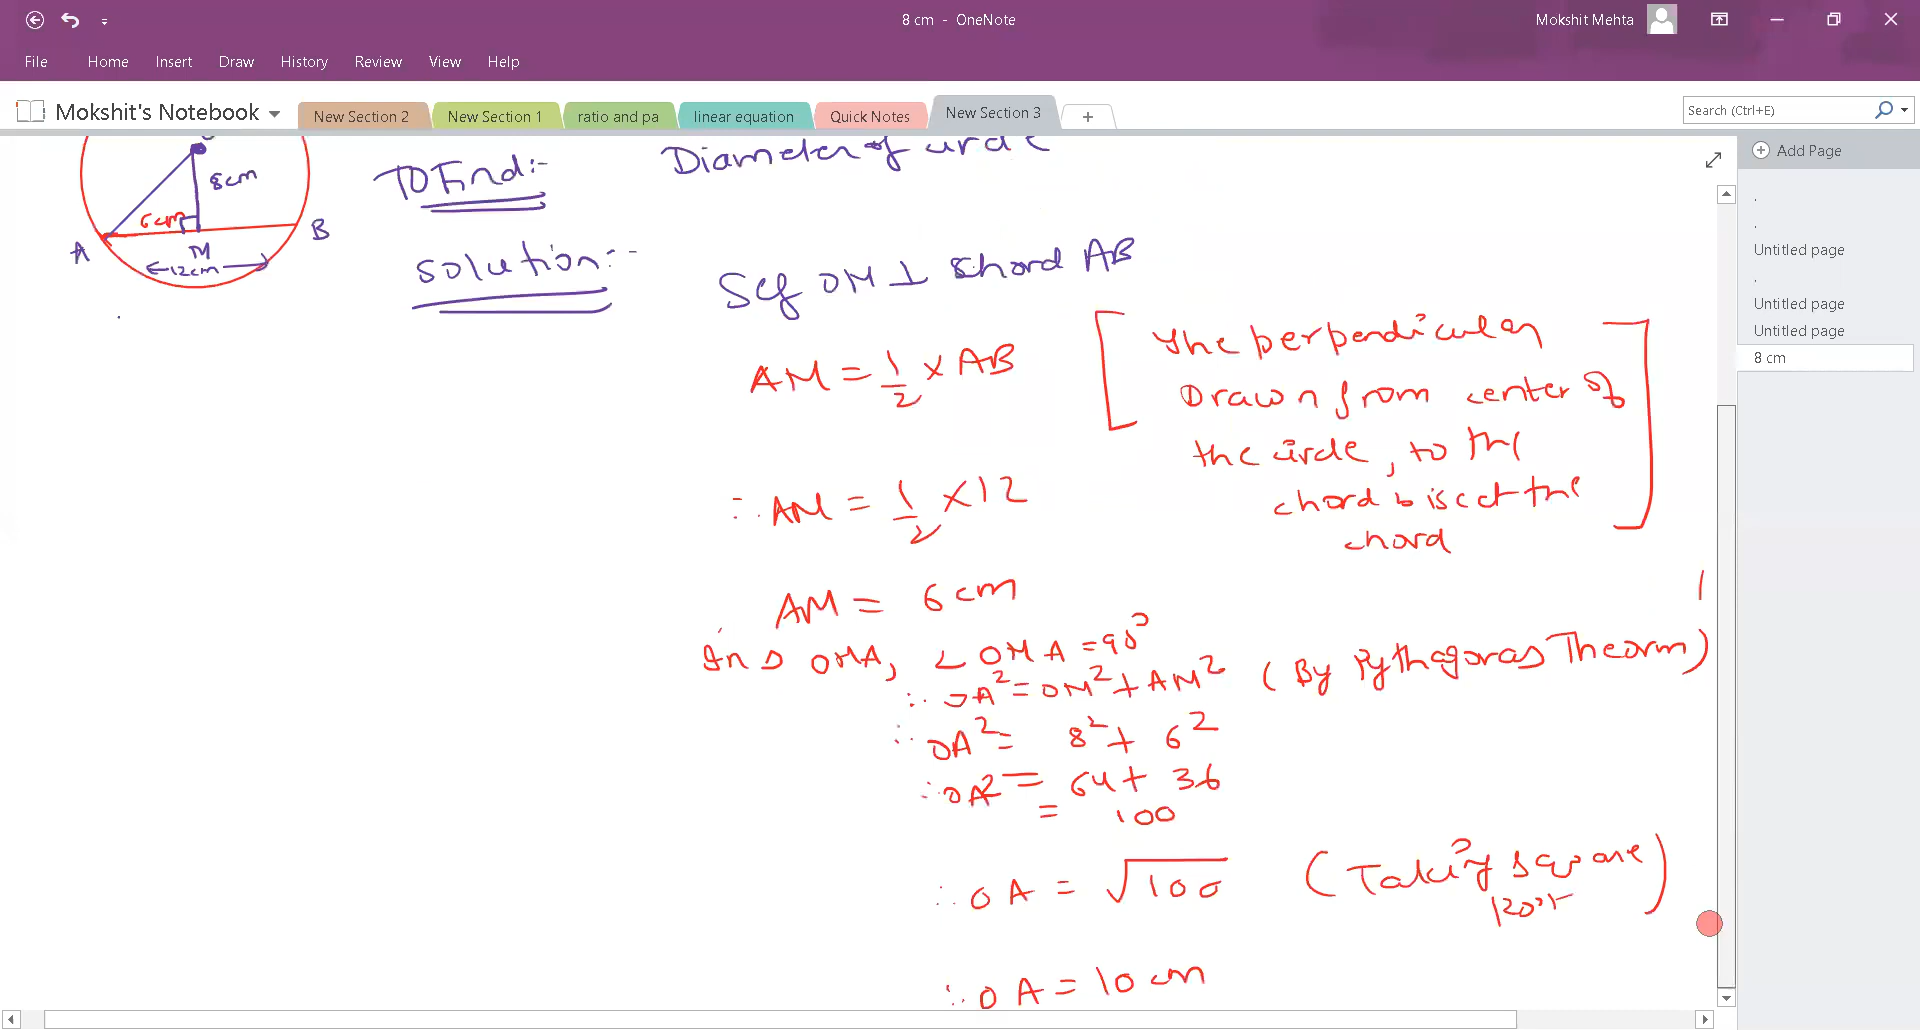 8 cm - OneNote
Mokshit Mehta
File Home Insert Draw History Review View Help
Mokshit's Notebook
New Section 2 New Section 1 ratio and pa linear equation Quick Notes New Section 3 +
Search (Ctrl+E)
Add Page
.
.
Untitled page
.
Untitled page
Untitled page
8 cm
8cm
6cm
A
M
B
12cm
To Find:-
Diameter of circle
Solution:-
Seg OM ⊥ chord AB
AM = 1/2 × AB
[The perpendicular
Drawn from center of
the circle, to the
chord bisect the
chord]
∴ AM = 1/2 × 12
AM = 6 cm
In Δ OMA, ∠ OMA = 90°
∴ OA² = OM² + AM² (By Pythagoras Theorm)
∴ OA² = 8² + 6²
∴ OA² = 64 + 36
= 100
∴ OA = √100 (Taking square
root)
∴ OA = 10 cm